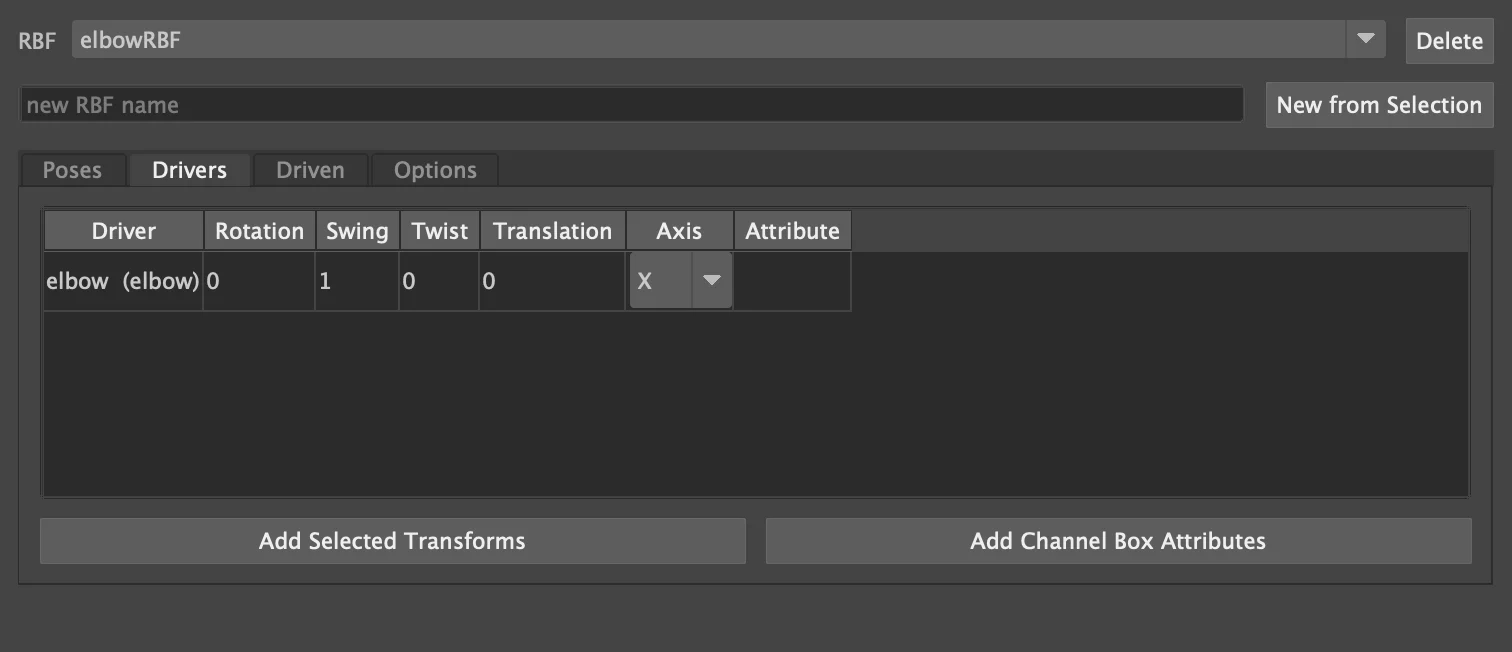 RBF elbowRBF Delete
new RBF name New from Selection
Poses Drivers Driven Options
Driver Rotation Swing Twist Translation Axis Attribute
elbow (elbow) 0 1 0 0 X
Add Selected Transforms Add Channel Box Attributes